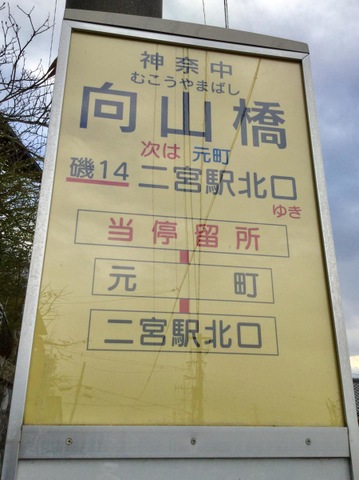 神奈中
むこうやまばし
向山橋
次は 元町
磯14 二宮駅北口
ゆき
当停留所
元町
二宮駅北口